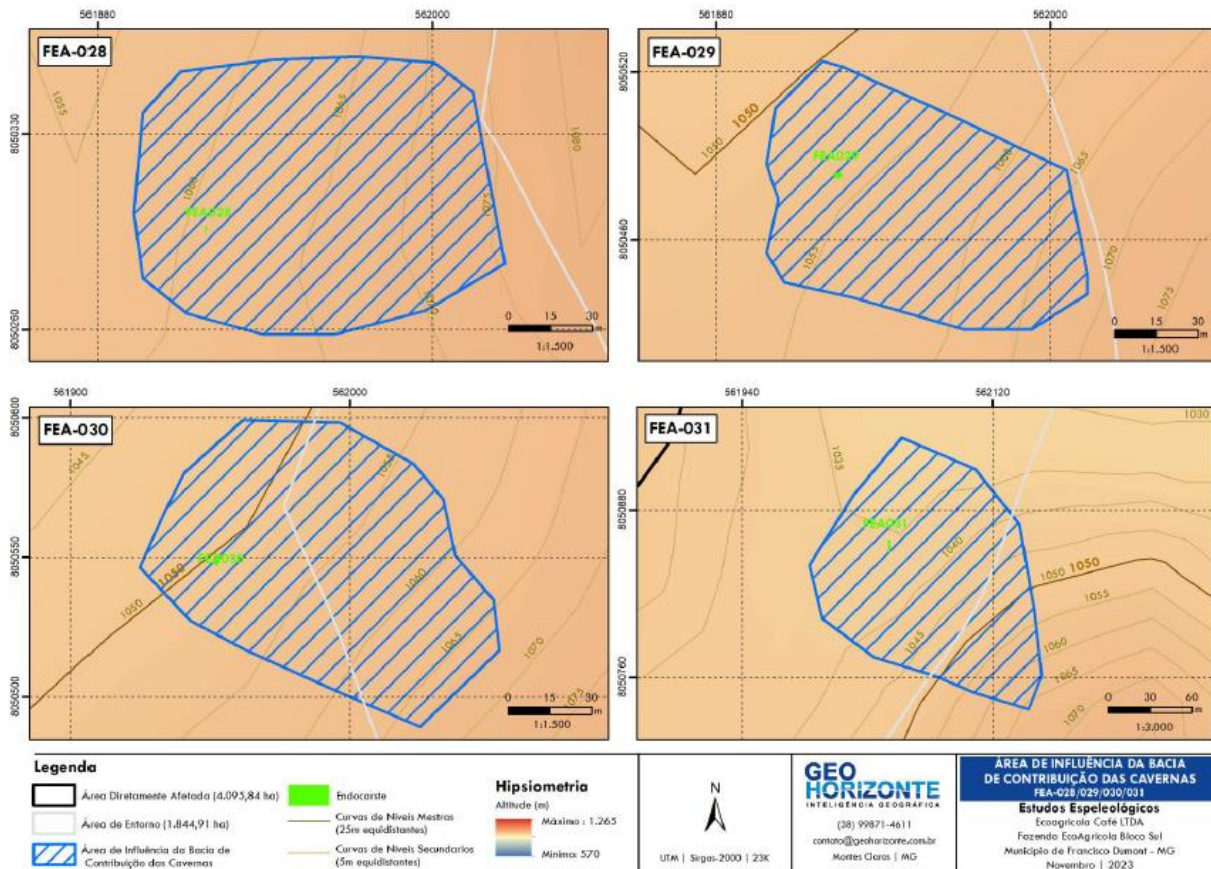 561880
562000
561880
562000
FEA-028
1055
1065
1080
8050330
1060
FEA028
1075
1070
8050260
0 15 30
m
1:1.500
FEA-029
8050520
1050
1050
FEA029
1060
1065
8050460
1055
1070
1075
0 15 30
m
1:1.500
561900
562000
561940
562120
8050600
FEA-030
1045
1055
8050550
FEA030
1050
1050
1060
1065
1070
8050500
1075
0 15 30
m
1:1.500
FEA-031
1030
1035
8050880
FEA031
1040
1050
1050
1045
1055
1060
8050760
1065
1070
0 30 60
m
1:3.000
Legenda
Área Diretamente Afetada (4.095,84 ha)
Área de Entorno (1.844,91 ha)
Área de Influência da Bacia de
Contribuição das Cavernas
Endocarste
Curvas de Niveis Mestras
(25m equidistantes)
Curvas de Niveis Secundarios
(5m equidistantes)
Hipsiometria
Altitude (m)
Máximo : 1.265
Minimo: 570
N
UTM | Sirgas-2000 | 23K
GEO
HORIZONTE
INTELIGÊNCIA GEOGRÁFICA
(38) 99871-4611
contato@geohorizonte.com.br
Montes Claros | MG
ÁREA DE INFLUÊNCIA DA BACIA
DE CONTRIBUIÇÃO DAS CAVERNAS
FEA-028/029/030/031
Estudos Espeleológicos
Ecoagrícola Café LTDA
Fazenda EcoAgrícola Bloco Sul
Município de Francisco Dumont - MG
Novembro | 2023